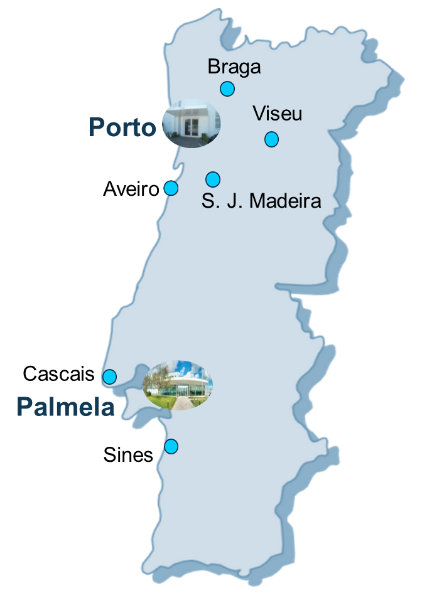 Braga
Viseu
Porto
Aveiro
S. J. Madeira
Cascais
Palmela
Sines